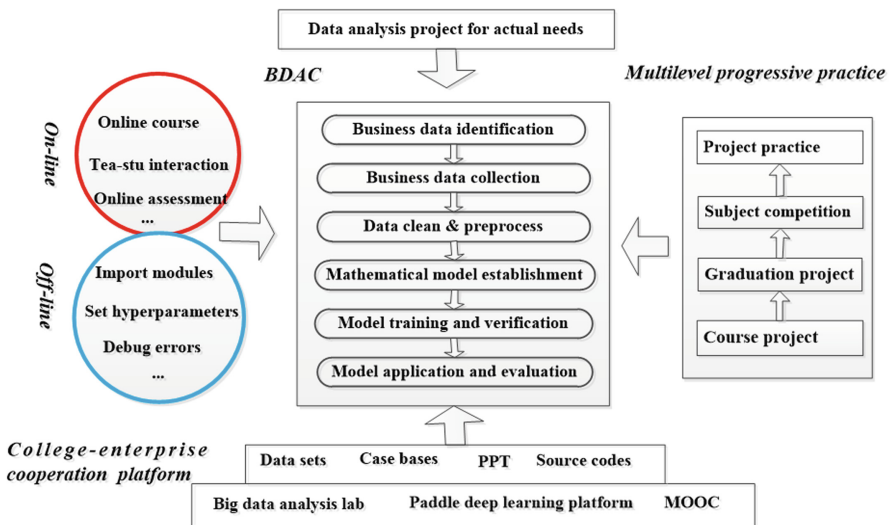 Data analysis project for actual needs
BDAC
Multilevel progressive practice
On-line
Online course
Tea-stu interaction
Online assessment
...
Off-line
Import modules
Set hyperparameters
Debug errors
...
Business data identification
Business data collection
Data clean & preprocess
Mathematical model establishment
Model training and verification
Model application and evaluation
Project practice
Subject competition
Graduation project
Course project
College-enterprise
cooperation platform
Data sets Case bases PPT Source codes
Big data analysis lab Paddle deep learning platform MOOC